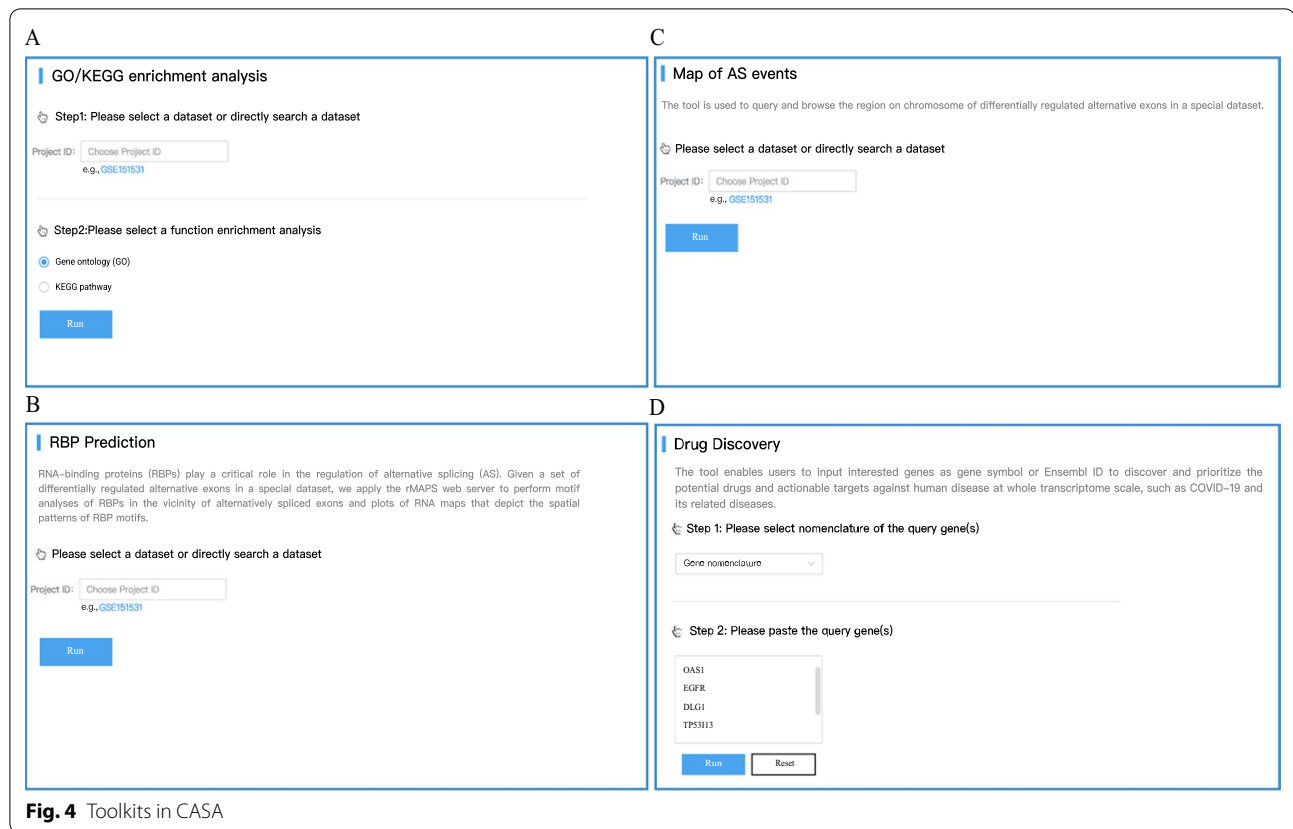 A
GO/KEGG enrichment analysis
Step1: Please select a dataset or directly search a dataset
Project ID: Choose Project ID
e.g., GSE151531
Step2:Please select a function enrichment analysis
Gene ontology (GO)
KEGG pathway
Run
B
RBP Prediction
RNA-binding proteins (RBPs) play a critical role in the regulation of alternative splicing (AS). Given a set of
differentially regulated alternative exons in a special dataset, we apply the rMAPS web server to perform motif
analyses of RBPs in the vicinity of alternatively spliced exons and plots of RNA maps that depict the spatial
patterns of RBP motifs.
Please select a dataset or directly search a dataset
Project ID: Choose Project ID
e.g., GSE151531
Run
C
Map of AS events
The tool is used to query and browse the region on chromosome of differentially regulated alternative exons in a special dataset.
Please select a dataset or directly search a dataset
Project ID: Choose Project ID
e.g., GSE151531
Run
D
Drug Discovery
The tool enables users to input interested genes as gene symbol or Ensembl ID to discover and prioritize the
potential drugs and actionable targets against human disease at whole transcriptome scale, such as COVID-19 and
its related diseases.
Step 1: Please select nomenclature of the query gene(s)
Gene nomenclature
Step 2: Please paste the query gene(s)
OAS1
EGFR
DLG1
TP53I13
Run Reset
Fig. 4 Toolkits in CASA